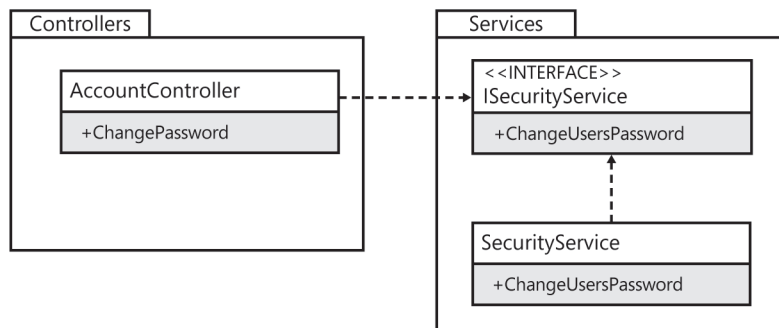 Controllers
AccountController
+ChangePassword
Services
<<INTERFACE>>
ISecurityService
+ChangeUsersPassword
SecurityService
+ChangeUsersPassword